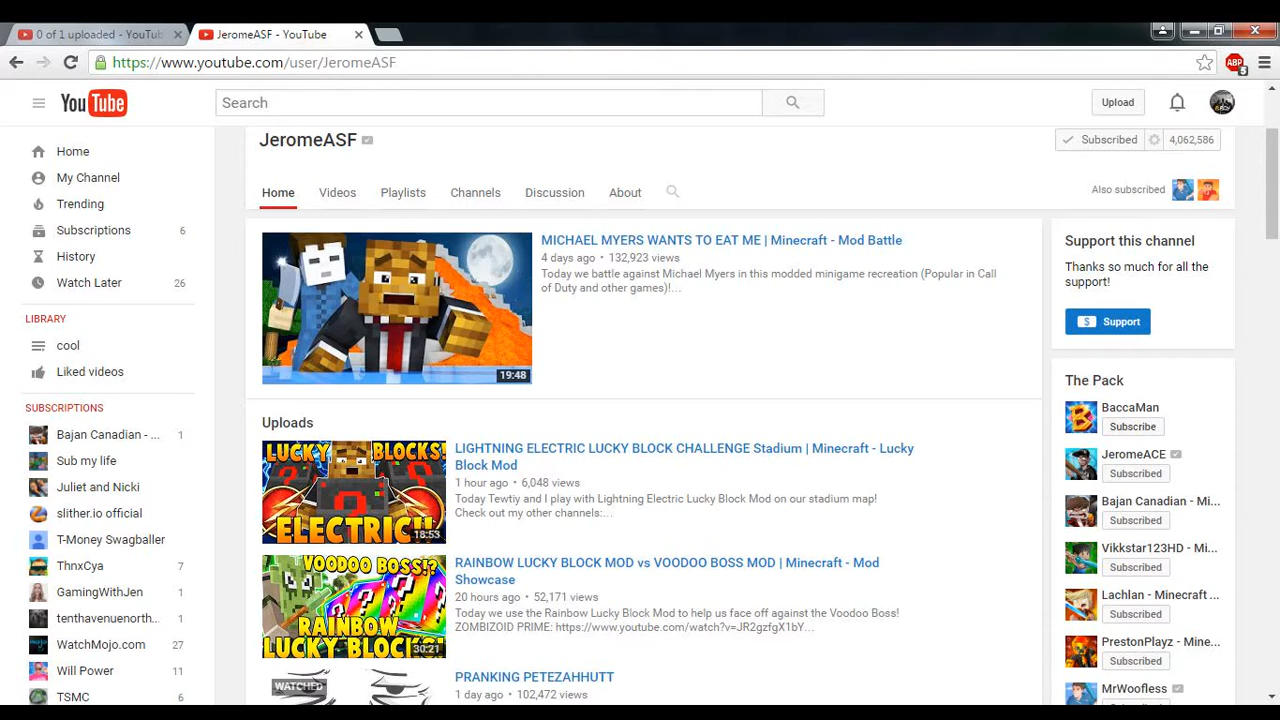 0 of 1 uploaded - YouTub
JeromeASF - YouTube
https://www.youtube.com/user/JeromeASF
ABP
5
YouTube
Search
Upload
JeromeASF
Subscribed
4,062,586
Home
Videos
Playlists
Channels
Discussion
About
Also subscribed
Home
My Channel
Trending
Subscriptions 6
History
Watch Later 26
LIBRARY
cool
Liked videos
SUBSCRIPTIONS
Bajan Canadian - ... 1
Sub my life
Juliet and Nicki
slither.io official
T-Money Swagballer
ThnxCya 7
GamingWithJen 1
tenthavenuenorth... 1
WatchMojo.com 27
Will Power 11
TSMC 6
MICHAEL MYERS WANTS TO EAT ME | Minecraft - Mod Battle
4 days ago • 132,923 views
Today we battle against Michael Myers in this modded minigame recreation (Popular in Call
of Duty and other games)!...
19:48
Uploads
LUCKY BLOCKS!
ELECTRIC!!
18:53
LIGHTNING ELECTRIC LUCKY BLOCK CHALLENGE Stadium | Minecraft - Lucky
Block Mod
1 hour ago • 6,048 views
Today Tewtiy and I play with Lightning Electric Lucky Block Mod on our stadium map!
Check out my other channels:...
VOODOO BOSS!?
RAINBOW
LUCKY BLOCK!
30:21
RAINBOW LUCKY BLOCK MOD vs VOODOO BOSS MOD | Minecraft - Mod
Showcase
20 hours ago • 52,171 views
Today we use the Rainbow Lucky Block Mod to help us face off against the Voodoo Boss!
ZOMBIZOID PRIME: https://www.youtube.com/watch?v=JR2gzfgX1bY...
WATCHED
PRANKING PETEZAHHUTT
1 day ago • 102,472 views
Support this channel
Thanks so much for all the
support!
$ Support
The Pack
BaccaMan
Subscribe
JeromeACE
Subscribed
Bajan Canadian - Mi...
Subscribed
Vikkstar123HD - Mi...
Subscribed
Lachlan - Minecraft ...
Subscribed
PrestonPlayz - Mine...
Subscribed
MrWoofless